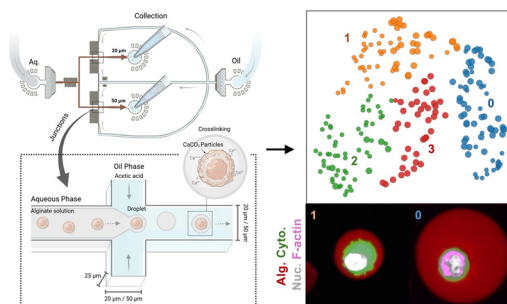 Collection
Aq.
20 µm
Oil
50 µm
Junctions
Crosslinking
CaCO₃Particles
Ca²⁺
Oil Phase
Acetic acid
Aqueous Phase
Alginate solution
Droplet
25 µm
20 µm / 50 µm
20 µm / 50 µm
1
0
2
3
Alg. Cyto.
Nuc. F-actin
1
0